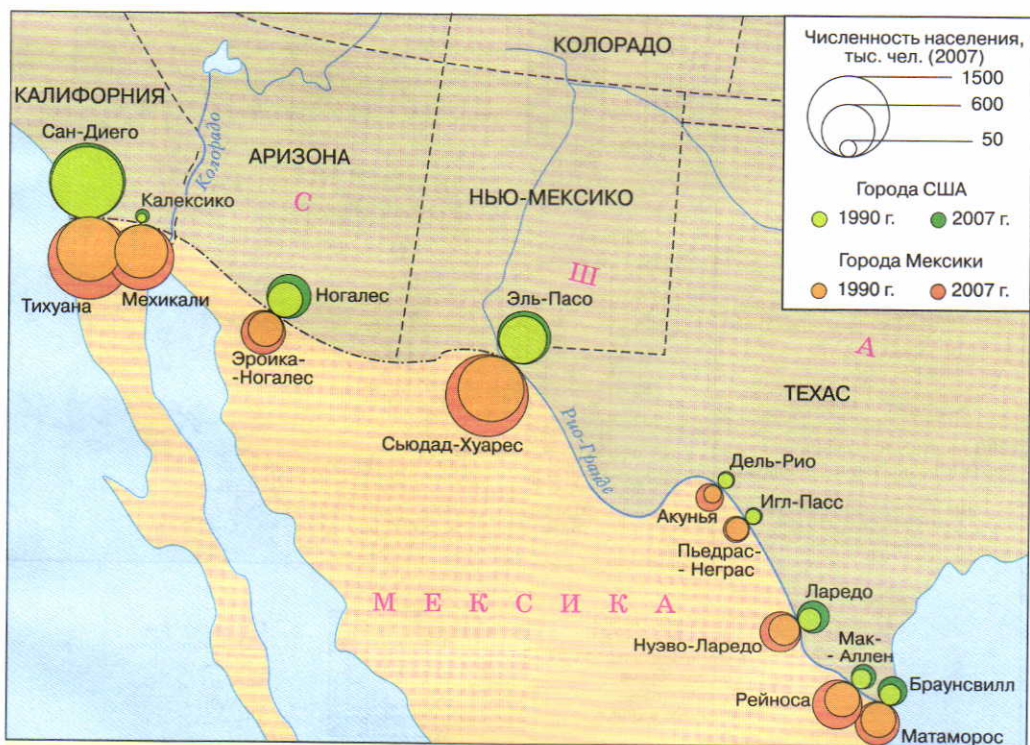 КОЛОРАДО
Численность населения,
тыс. чел. (2007)
1500
600
50
КАЛИФОРНИЯ
Сан-Диего
Колорадо
АРИЗОНА
Калексико
С
НЬЮ-МЕКСИКО
Города США
1990 г.
2007 г.
Города Мексики
1990 г.
2007 г.
Ш
Тихуана
Мехикали
Ногалес
Эль-Пасо
А
Эройка-
-Ногалес
ТЕХАС
Сьюдад-Хуарес
Рио-Гранде
Дель-Рио
Акунья
Игл-Пасс
Пьедрас-
- Неграс
МЕКСИКА
Ларедо
Нуэво-Ларедо
Мак-
- Аллен
Рейноса
Браунсвилл
Матаморос